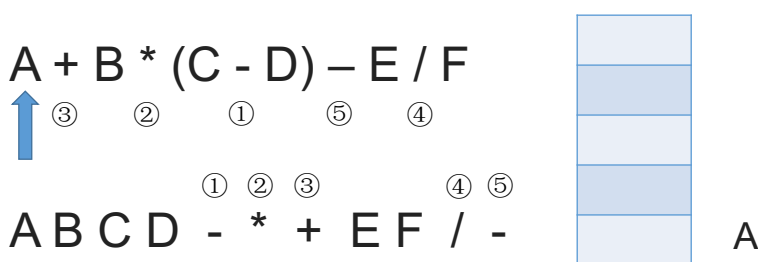 A + B * (C - D) – E / F
③ ② ① ⑤ ④
① ② ③ ④ ⑤
A B C D - * + E F / -
A